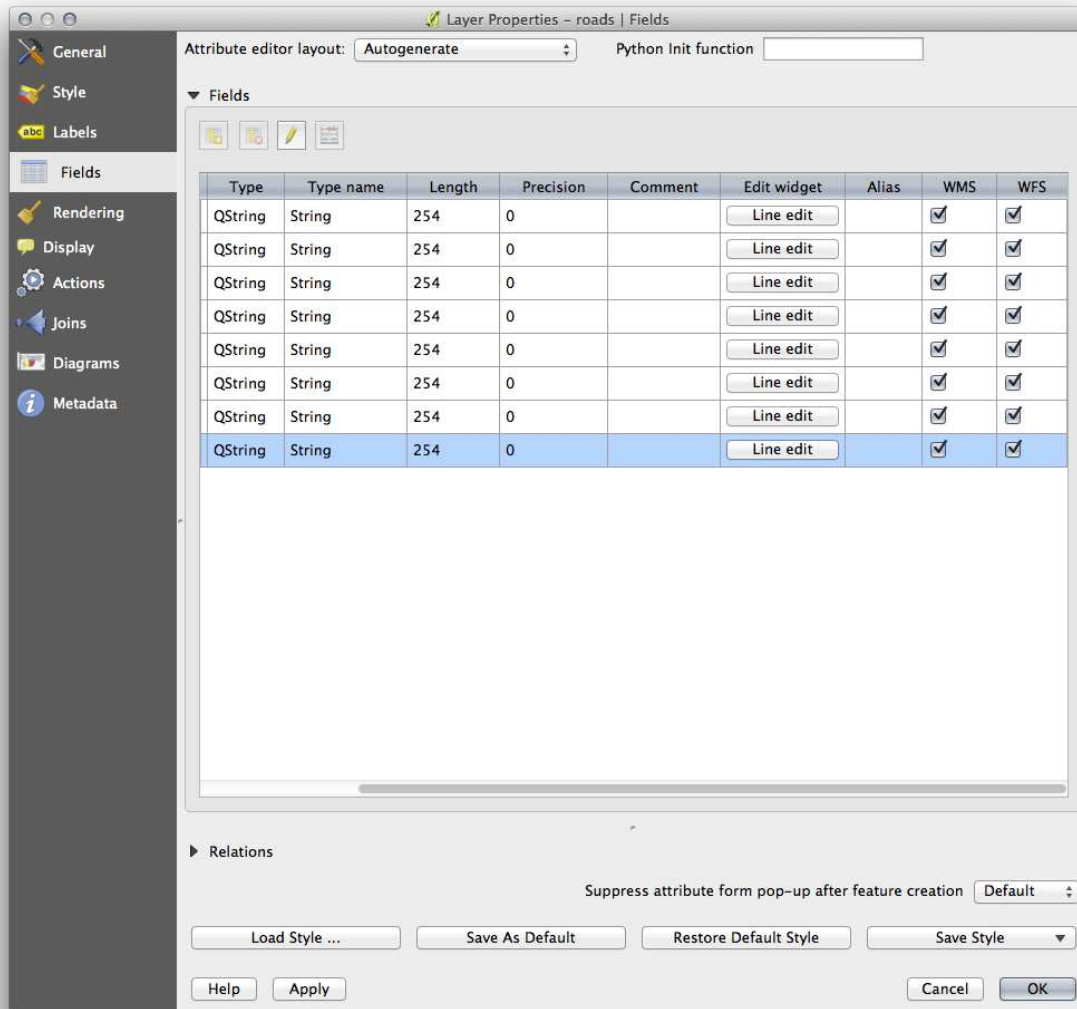 Layer Properties - roads | Fields
General
Style
abc Labels
Fields
Rendering
Display
Actions
Joins
Diagrams
Metadata
Attribute editor layout: Autogenerate Python Init function
Fields
Type Type name Length Precision Comment Edit widget Alias WMS WFS
QString String 254 0 Line edit
QString String 254 0 Line edit
QString String 254 0 Line edit
QString String 254 0 Line edit
QString String 254 0 Line edit
QString String 254 0 Line edit
QString String 254 0 Line edit
QString String 254 0 Line edit
Relations
Suppress attribute form pop-up after feature creation Default
Load Style ... Save As Default Restore Default Style Save Style
Help Apply Cancel OK